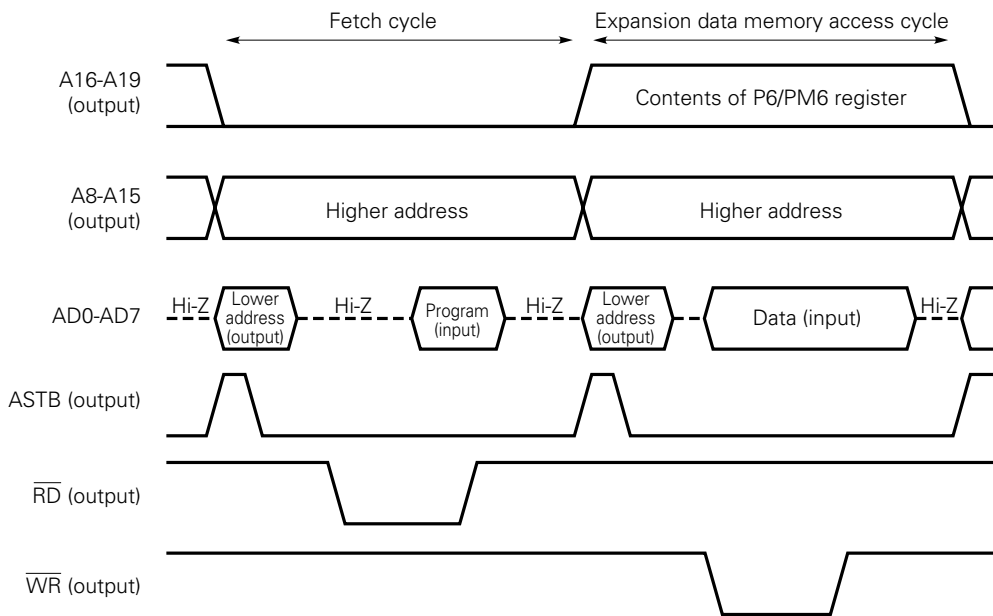 Fetch cycle
Expansion data memory access cycle
A16-A19
(output)
Contents of P6/PM6 register
A8-A15
(output)
Higher address
Higher address
AD0-AD7
Hi-Z
Lower
address
(output)
Hi-Z
Program
(input)
Hi-Z
Lower
address
(output)
Data (input)
Hi-Z
ASTB (output)
RD (output)
WR (output)